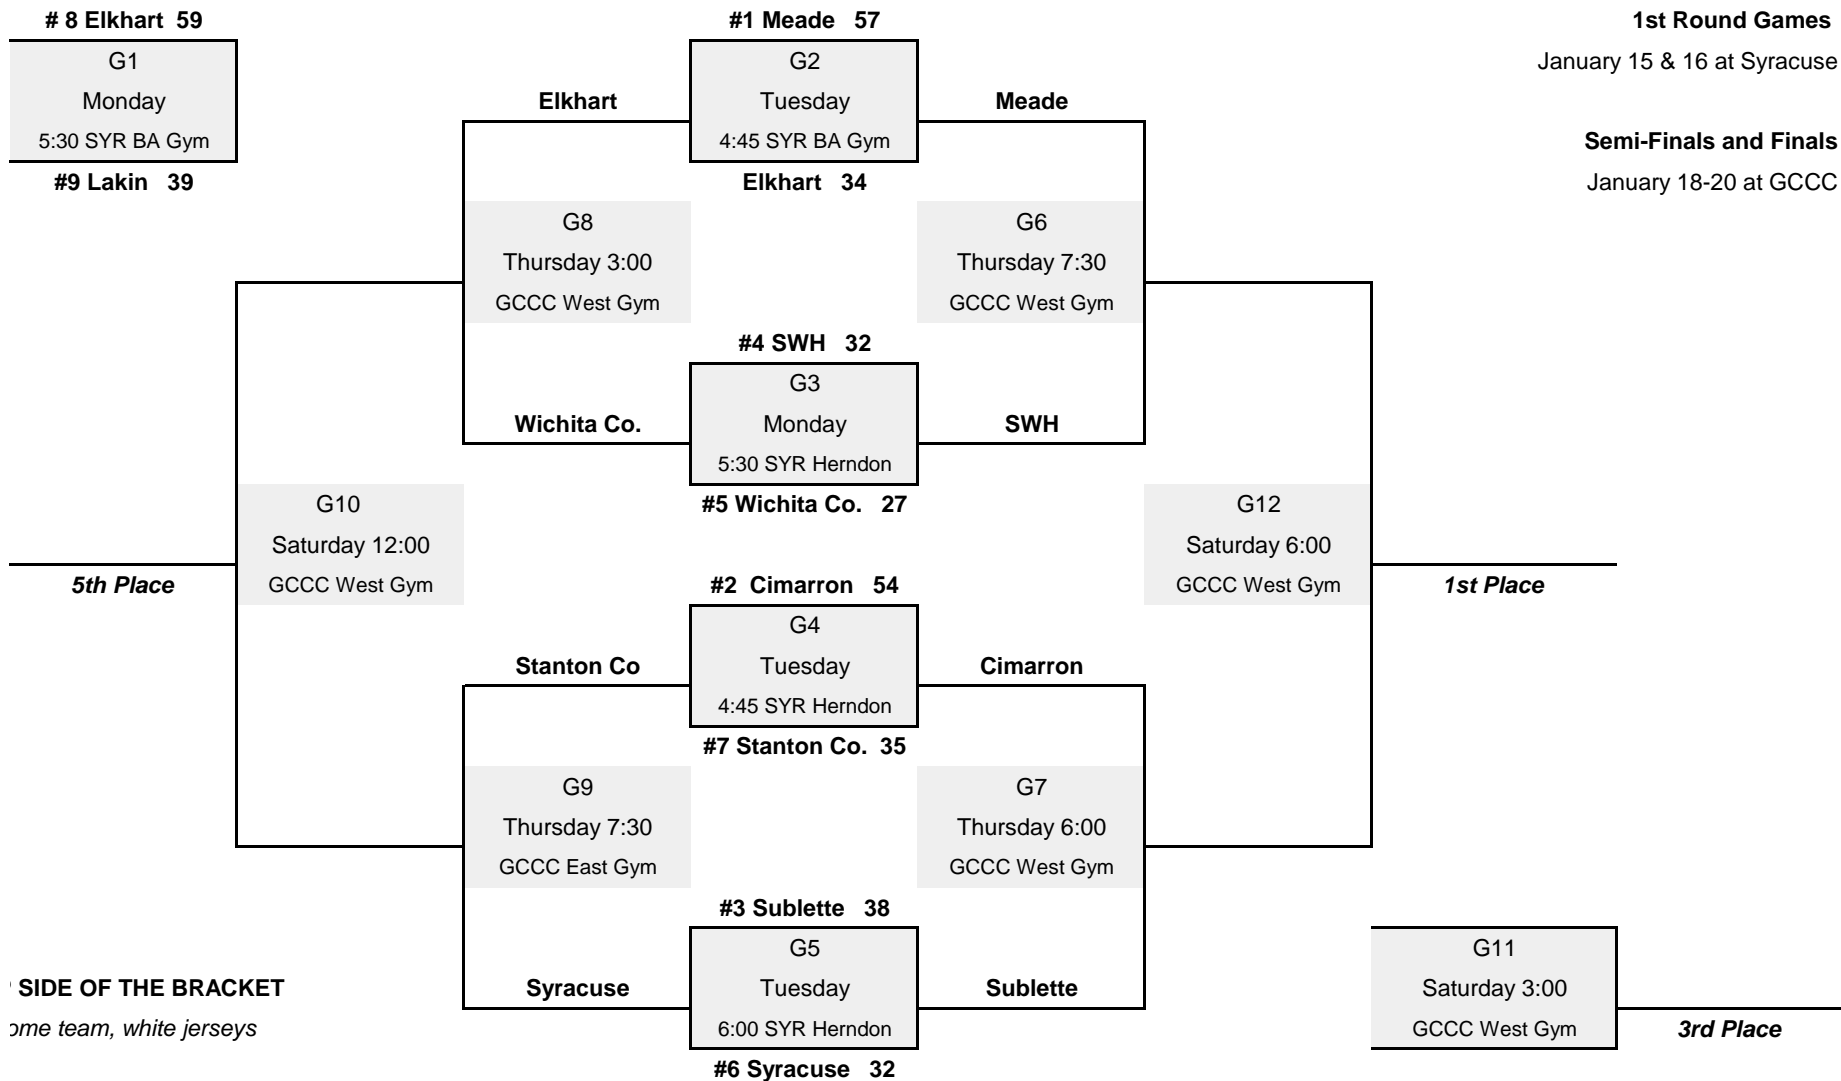 # 8 Elkhart 59
#1 Meade 57
1st Round Games
G1
G2
January 15 & 16 at Syracuse
Monday
Elkhart
Tuesday
Meade
5:30 SYR BA Gym
4:45 SYR BA Gym
Semi-Finals and Finals
#9 Lakin 39
Elkhart 34
January 18-20 at GCCC
G8
G6
Thursday 3:00
Thursday 7:30
GCCC West Gym
GCCC West Gym
#4 SWH 32
G3
Wichita Co.
Monday
SWH
5:30 SYR Herndon
G10
#5 Wichita Co. 27
G12
Saturday 12:00
Saturday 6:00
5th Place
GCCC West Gym
#2 Cimarron 54
GCCC West Gym
1st Place
G4
Stanton Co
Tuesday
Cimarron
4:45 SYR Herndon
#7 Stanton Co. 35
G9
G7
Thursday 7:30
Thursday 6:00
GCCC East Gym
GCCC West Gym
#3 Sublette 38
G5
G11
SIDE OF THE BRACKET
Syracuse
Tuesday
Sublette
Saturday 3:00
ome team, white jerseys
6:00 SYR Herndon
GCCC West Gym
3rd Place
#6 Syracuse 32